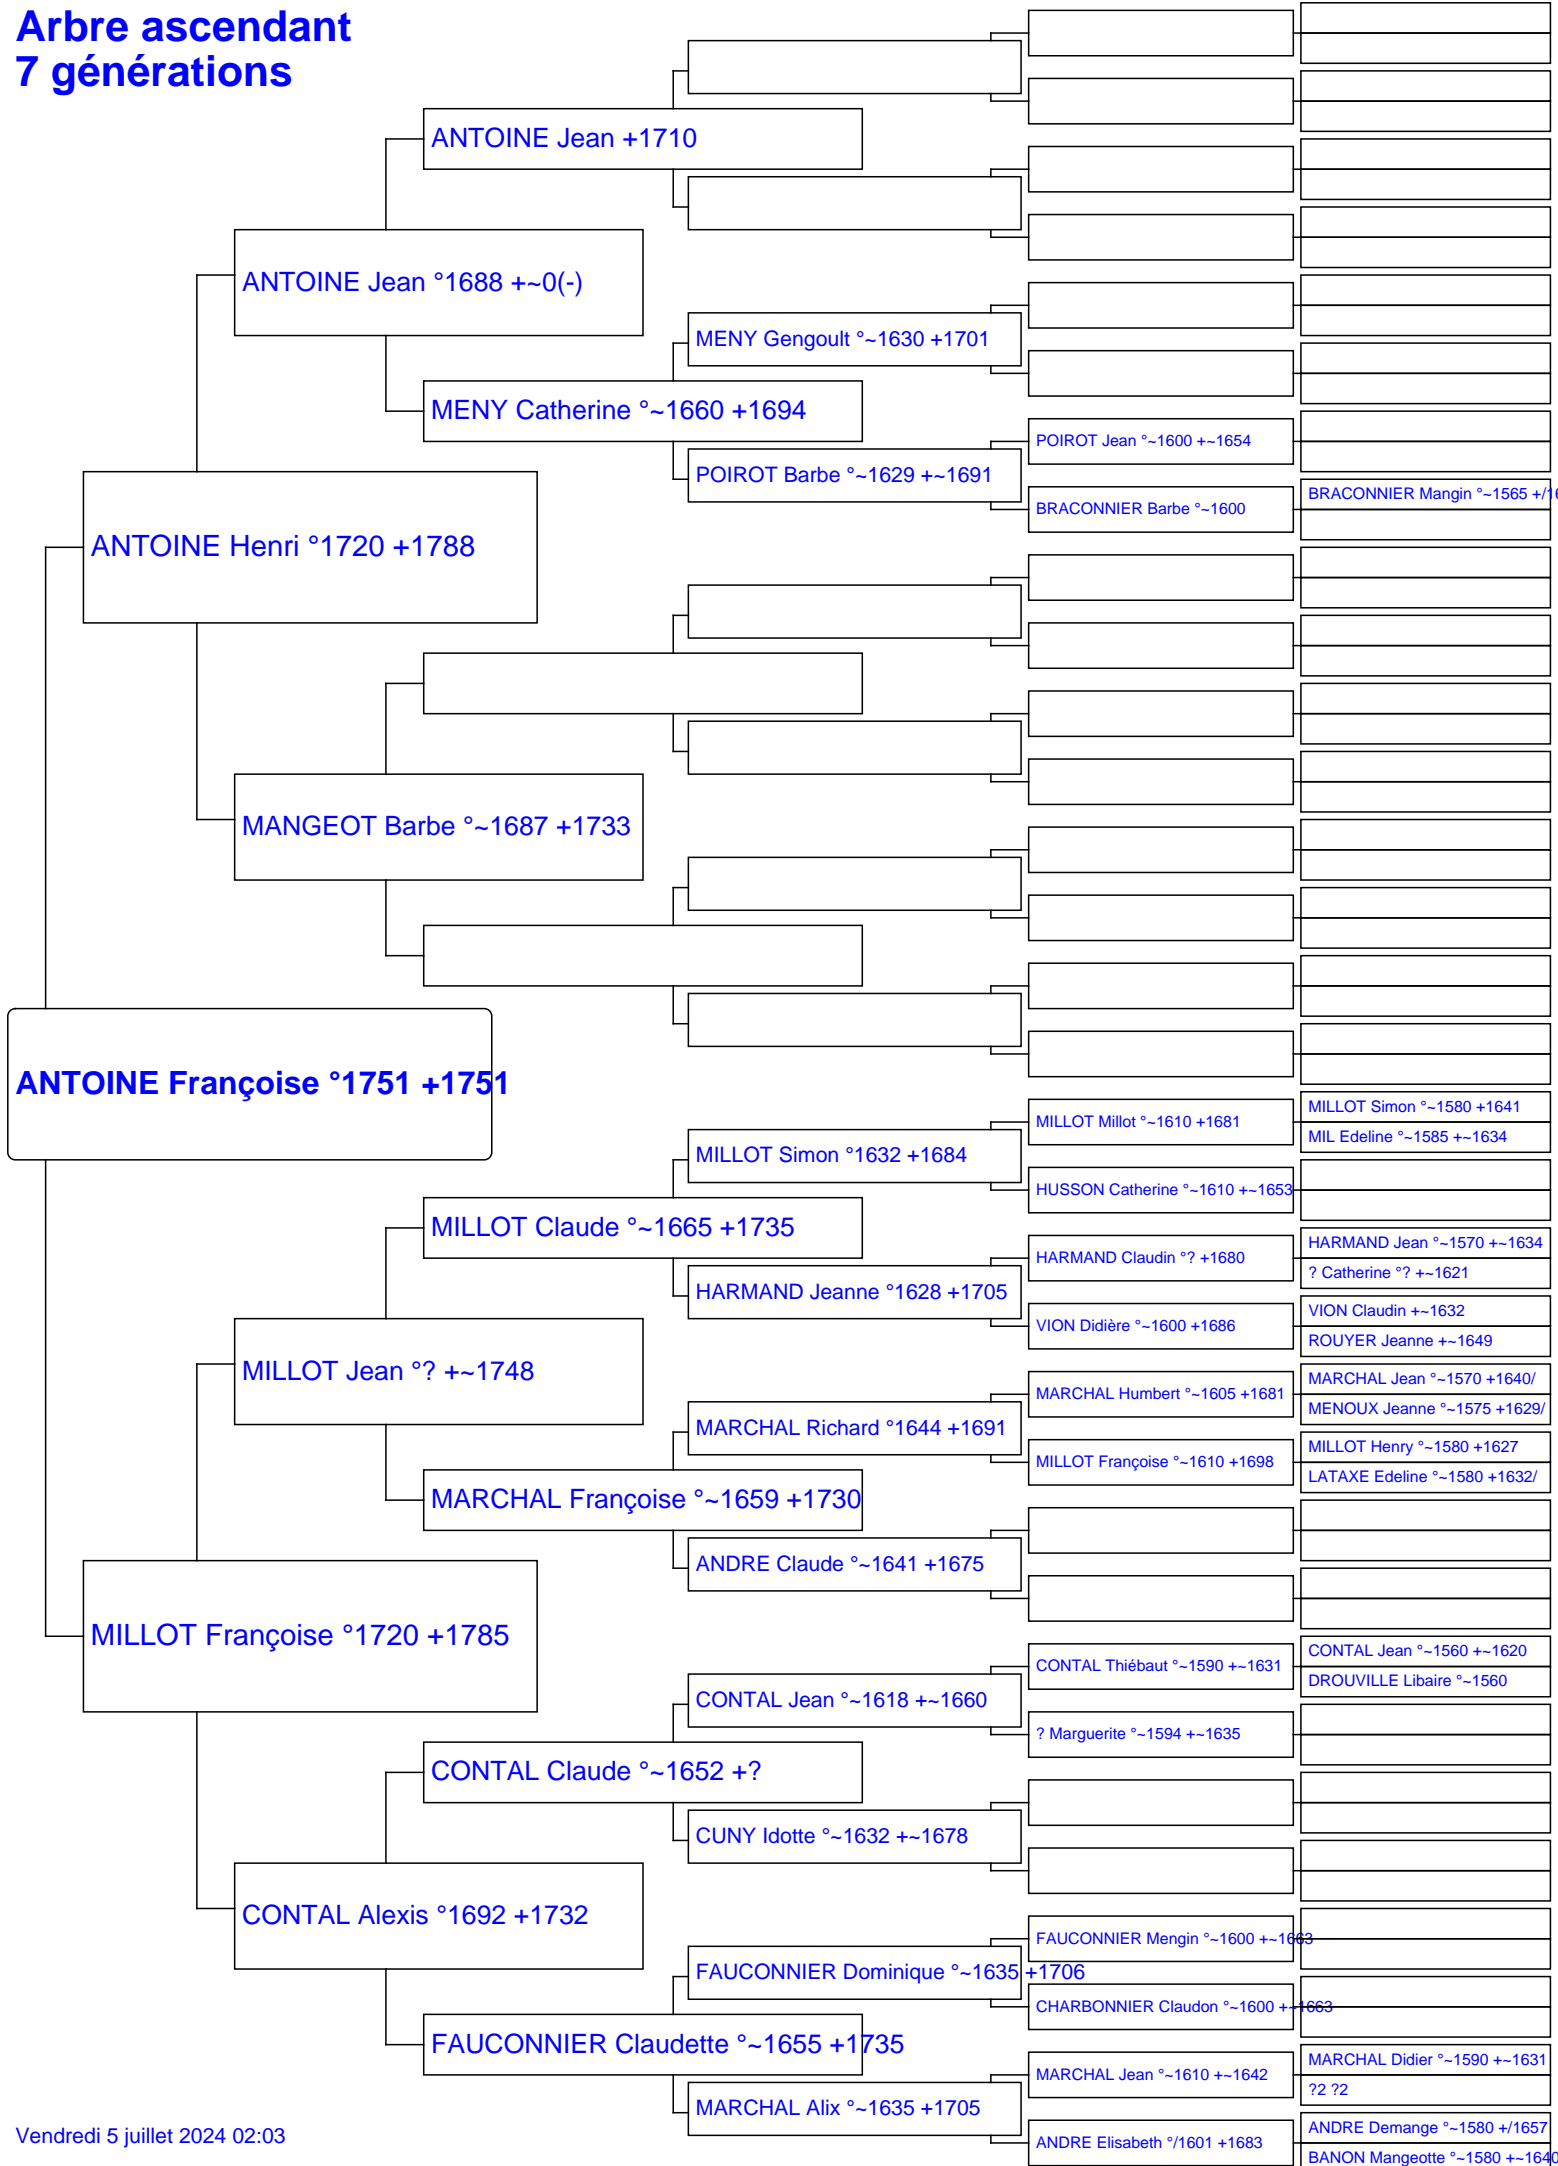 Arbre ascendant
7 générations
ANTOINE Jean +1710
ANTOINE Jean °1688 +~0(-)
MENY Gengoult °~1630 +1701
MENY Catherine °~1660 +1694
POIROT Jean °~1600 +~1654
POIROT Barbe °~1629 +~1691
BRACONNIER Mangin °~1565 +/16
BRACONNIER Barbe °~1600
ANTOINE Henri °1720 +1788
MANGEOT Barbe °~1687 +1733
ANTOINE Françoise °1751 +1751
MILLOT Simon °~1580 +1641
MILLOT Millot °~1610 +1681
MIL Edeline °~1585 +~1634
MILLOT Simon °1632 +1684
HUSSON Catherine °~1610 +~1653
MILLOT Claude °~1665 +1735
HARMAND Jean °~1570 +~1634
HARMAND Claudin °? +1680
? Catherine °? +~1621
HARMAND Jeanne °1628 +1705
VION Claudin +~1632
VION Didière °~1600 +1686
ROUYER Jeanne +~1649
MILLOT Jean °? +~1748
MARCHAL Jean °~1570 +1640/
MARCHAL Humbert °~1605 +1681
MENOUX Jeanne °~1575 +1629/
MARCHAL Richard °1644 +1691
MILLOT Henry °~1580 +1627
MILLOT Françoise °~1610 +1698
LATAXE Edeline °~1580 +1632/
MARCHAL Françoise °~1659 +1730
ANDRE Claude °~1641 +1675
MILLOT Françoise °1720 +1785
CONTAL Jean °~1560 +~1620
CONTAL Thiébaut °~1590 +~1631
DROUVILLE Libaire °~1560
CONTAL Jean °~1618 +~1660
? Marguerite °~1594 +~1635
CONTAL Claude °~1652 +?
CUNY Idotte °~1632 +~1678
CONTAL Alexis °1692 +1732
FAUCONNIER Mengin °~1600 +~1663
FAUCONNIER Dominique °~1635 +1706
CHARBONNIER Claudon °~1600 +~1663
FAUCONNIER Claudette °~1655 +1735
MARCHAL Didier °~1590 +~1631
MARCHAL Jean °~1610 +~1642
?2 ?2
MARCHAL Alix °~1635 +1705
ANDRE Demange °~1580 +/1657
ANDRE Elisabeth °/1601 +1683
BANON Mangeotte °~1580 +~1640
Vendredi 5 juillet 2024 02:03